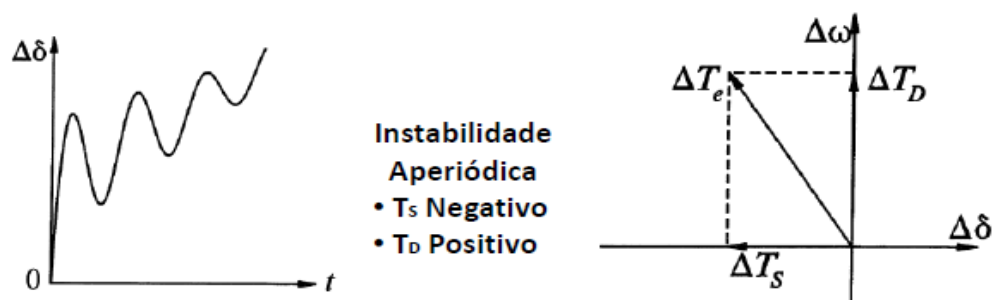 Δδ
0
t
Instabilidade
Aperiódica
• Ts Negativo
• TD Positivo
Δω
ΔTe
ΔTD
Δδ
ΔTS